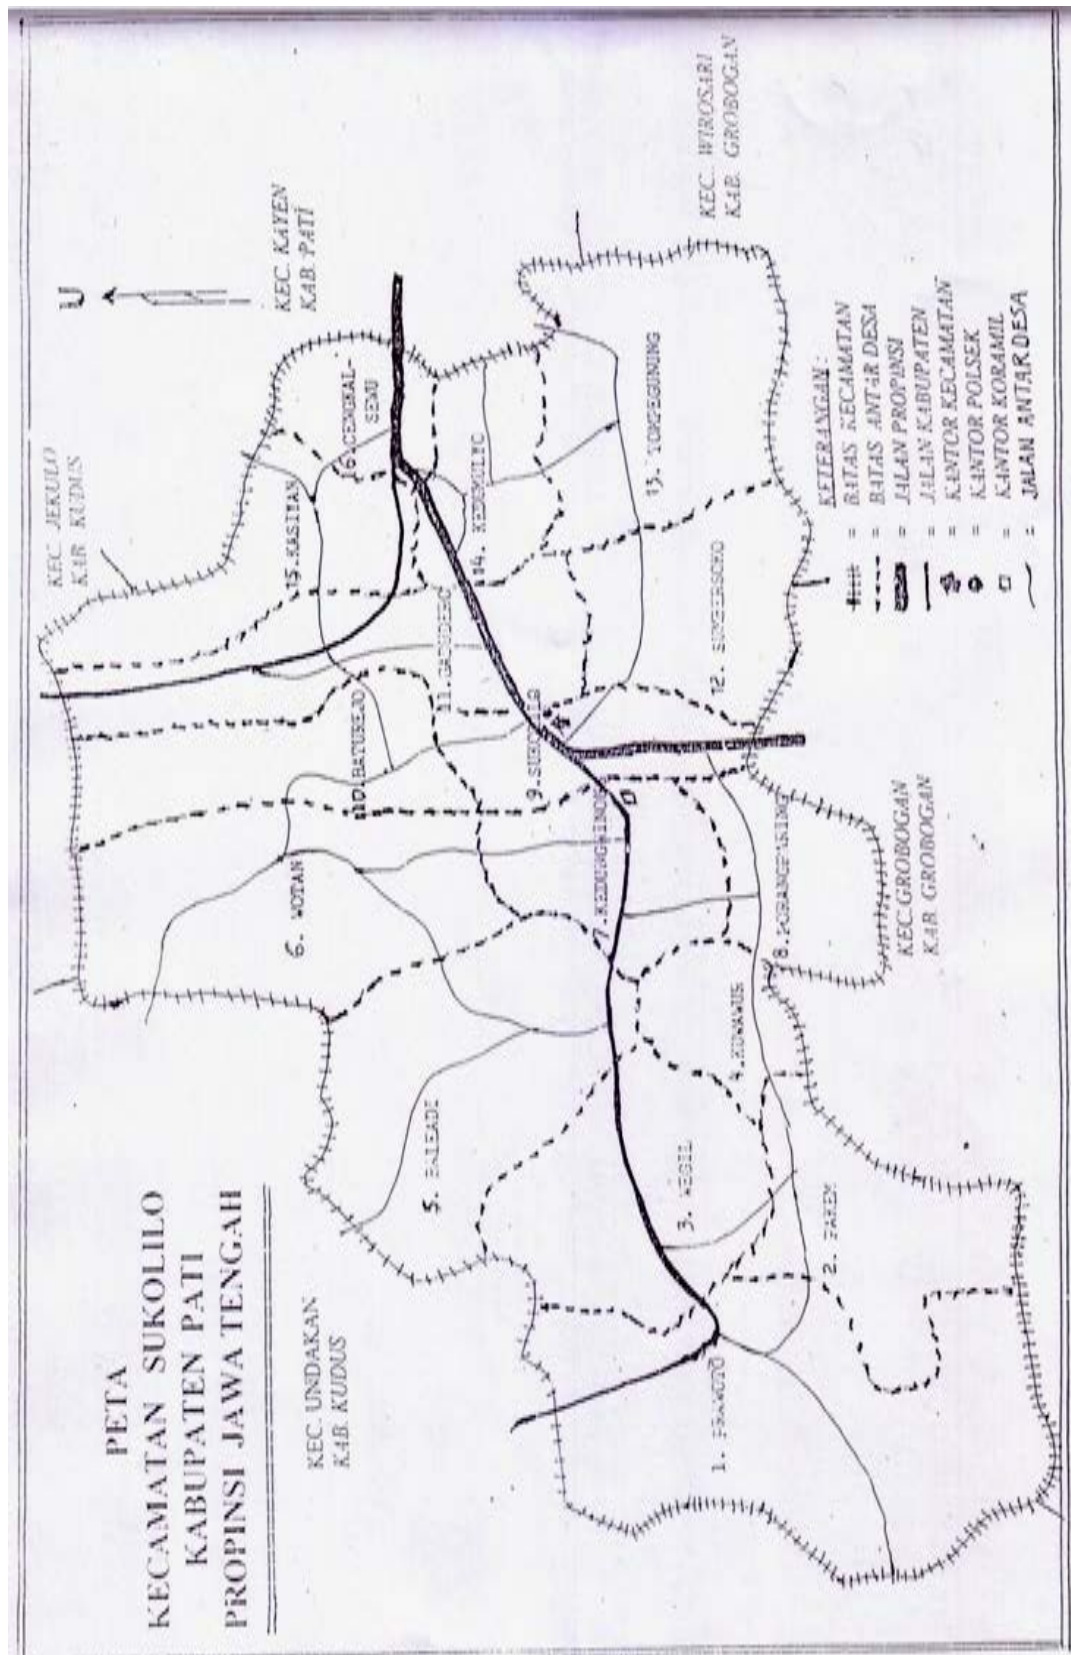 PETA
KECAMATAN SUKOLILO
KABUPATEN PATI
PROPINSI JAWA TENGAH
U
KEC. JEKULO
KAB. KUDUS
KEC. KAYEN
KAB. PATI
KEC. WIROSARI
KAB. GROBOGAN
KEC. UNDAKAN
KAB. KUDUS
KEC. GROBOGAN
KAB. GROBOGAN
1. PRAWOTO
2. PAKEM
3. WEGIL
4. KUWAWUS
5. BALEADI
6. WOTAN
7. KEDUNGWINONG
8. PORANGPARING
9. SUKOLILO
10. BATUREJO
11. GADUDERO
12. SUMBERSOKO
13. TOMPEGUNUNG
14. KEDUMULYO
15. KASIYAN
16. CENGKAL-
SEWU
KETERANGAN :
= BATAS KECAMATAN
= BATAS ANTAR DESA
= JALAN PROPINSI
= JALAN KABUPATEN
= KANTOR KECAMATAN
= KANTOR POLSEK
= KANTOR KORAMIL
= JALAN ANTAR DESA